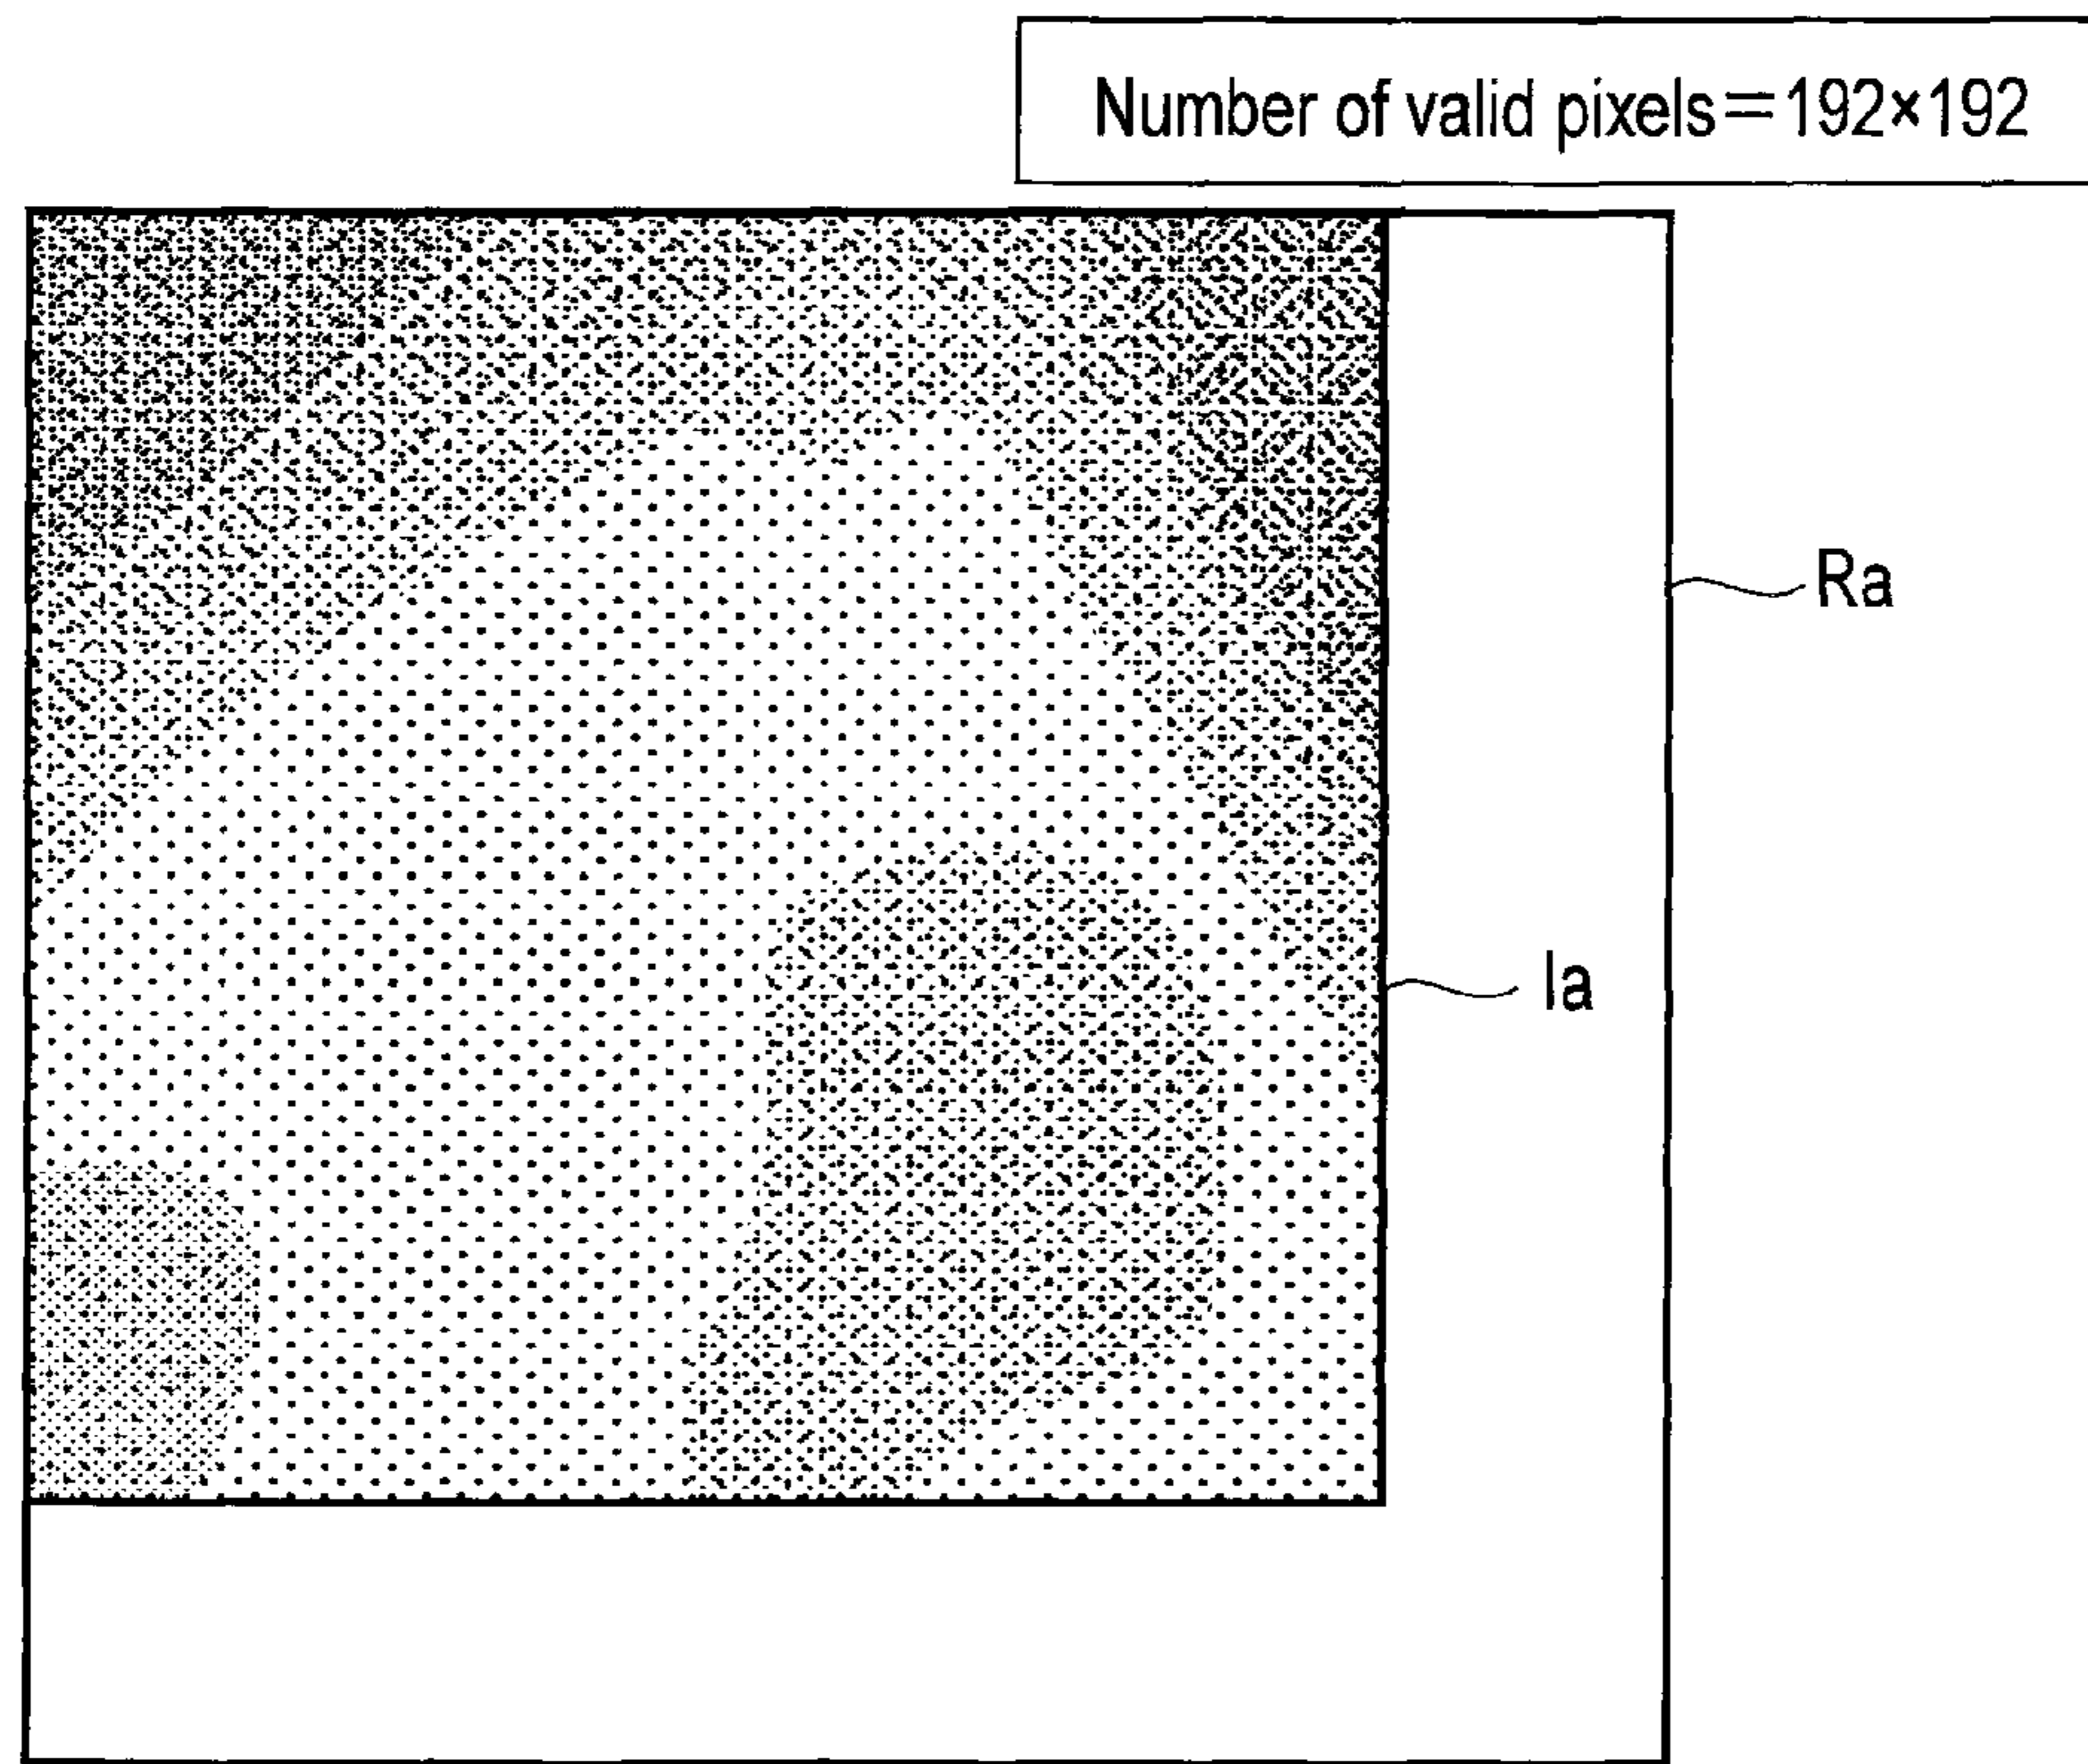 Number of valid pixels＝192×192
Ra
Ia